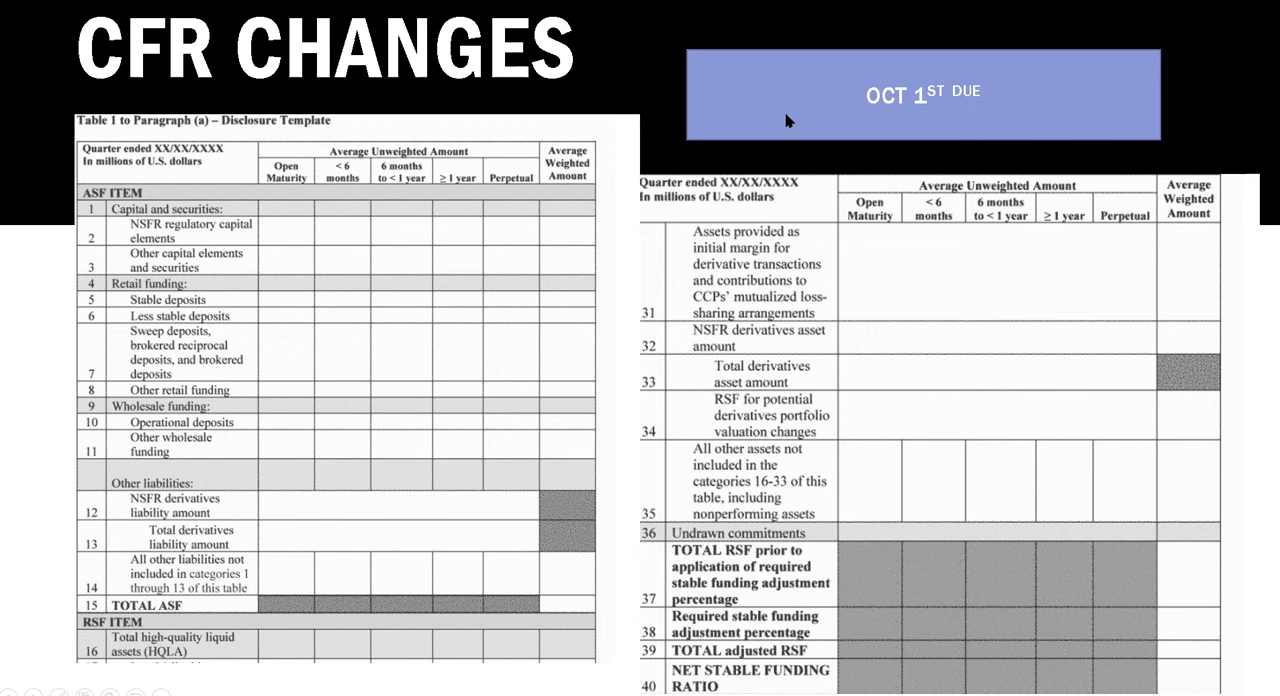 CFR CHANGES
OCT 1ST DUE
Table 1 to Paragraph (a) – Disclosure Template
Quarter ended XX/XX/XXXX
In millions of U.S. dollars
Average Unweighted Amount
Average
Weighted
Amount
Open
Maturity
< 6
months
6 months
to < 1 year
≥ 1 year
Perpetual
ASF ITEM
1 Capital and securities:
NSFR regulatory capital
2 elements
Other capital elements
3 and securities
4 Retail funding:
5 Stable deposits
6 Less stable deposits
Sweep deposits,
brokered reciprocal
deposits, and brokered
7 deposits
8 Other retail funding
9 Wholesale funding:
10 Operational deposits
Other wholesale
11 funding
Other liabilities:
NSFR derivatives
12 liability amount
Total derivatives
13 liability amount
All other liabilities not
included in categories 1
14 through 13 of this table
15 TOTAL ASF
RSF ITEM
Total high-quality liquid
16 assets (HQLA)
Quarter ended XX/XX/XXXX
In millions of U.S. dollars
Average Unweighted Amount
Average
Weighted
Amount
Open
Maturity
< 6
months
6 months
to < 1 year
≥ 1 year
Perpetual
Assets provided as
initial margin for
derivative transactions
and contributions to
CCPs' mutualized loss-
31 sharing arrangements
NSFR derivatives asset
32 amount
Total derivatives
33 asset amount
RSF for potential
derivatives portfolio
34 valuation changes
All other assets not
included in the
categories 16-33 of this
table, including
35 nonperforming assets
36 Undrawn commitments
TOTAL RSF prior to
application of required
stable funding adjustment
37 percentage
Required stable funding
38 adjustment percentage
39 TOTAL adjusted RSF
NET STABLE FUNDING
40 RATIO